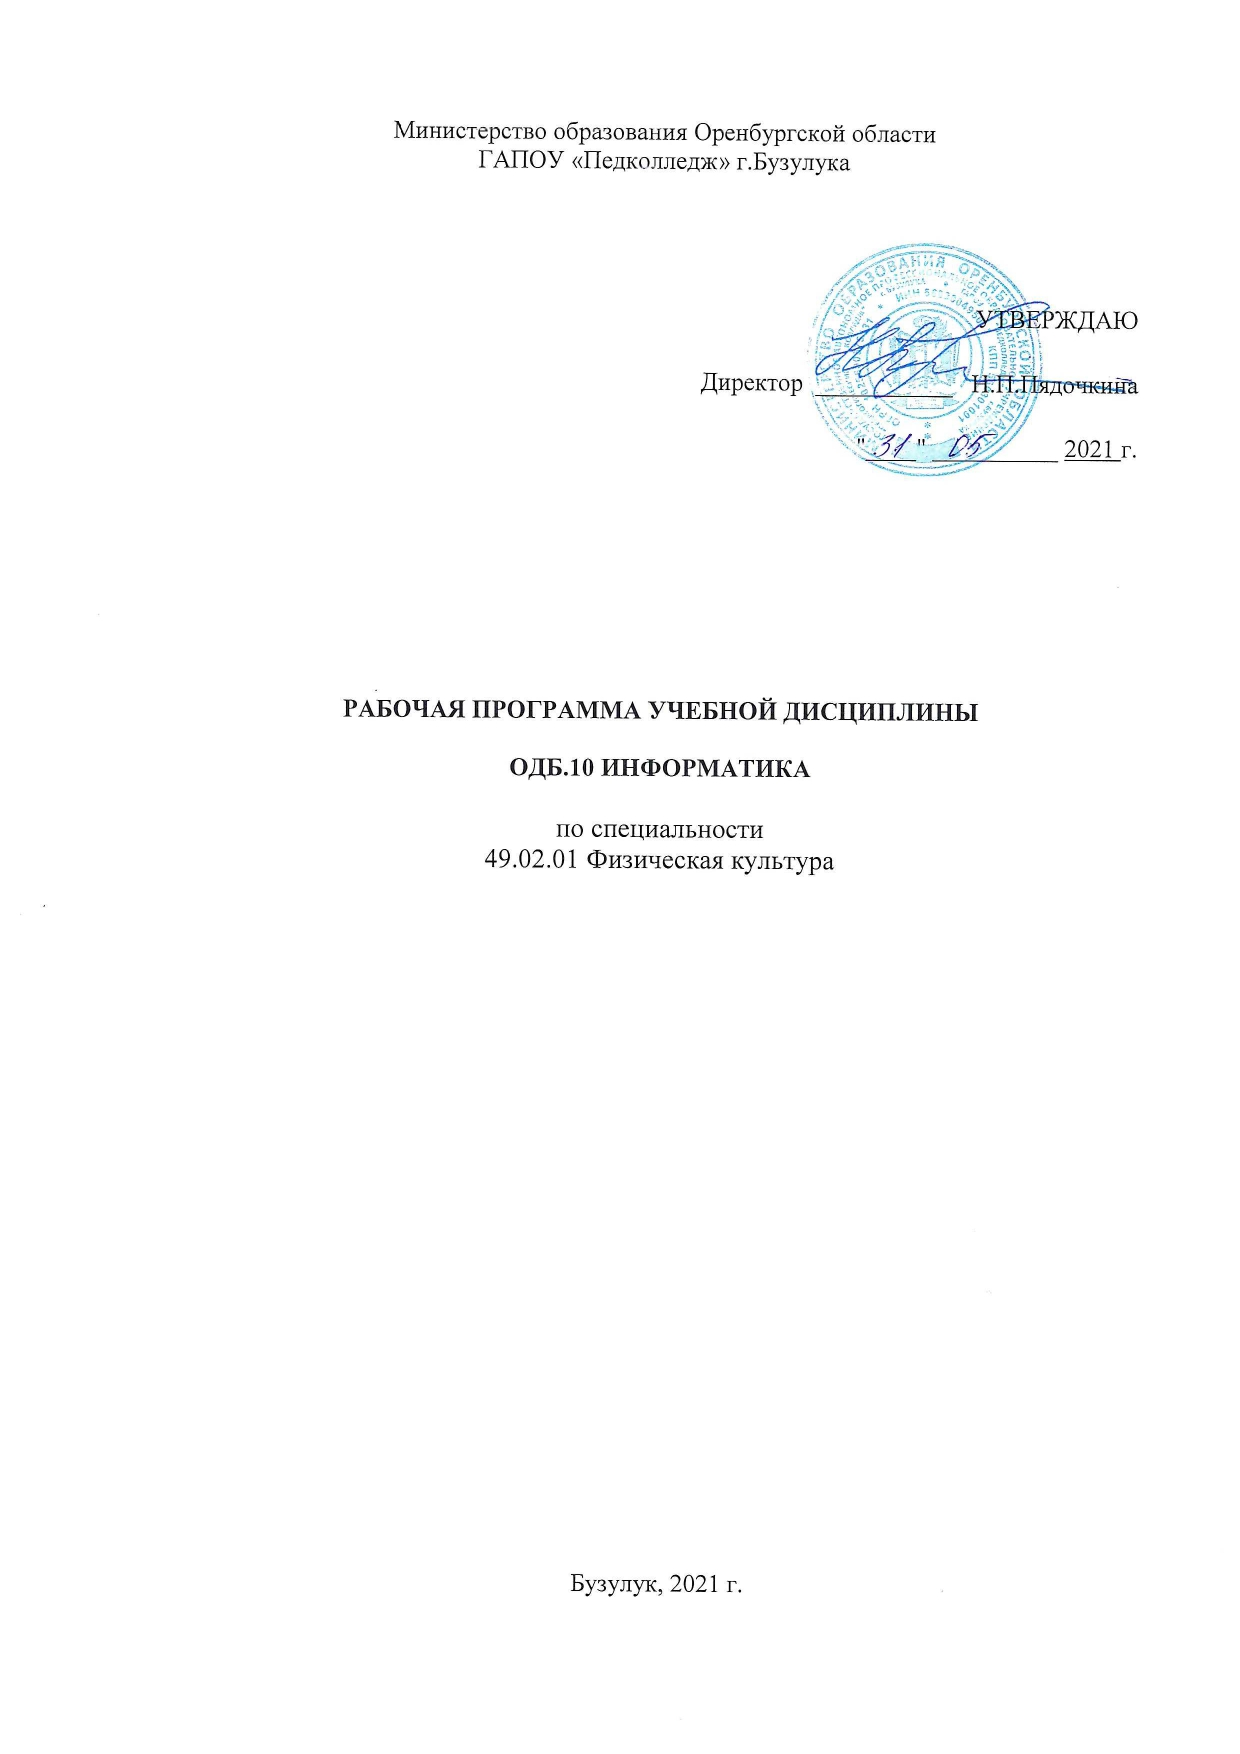 Министерство образования Оренбургской области
ГАПОУ «Педколледж» г.Бузулука
УТВЕРЖДАЮ
Директор ___________ Н.П.Пядочкина
"31" 05 2021 г.
РАБОЧАЯ ПРОГРАММА УЧЕБНОЙ ДИСЦИПЛИНЫ
ОДБ.10 ИНФОРМАТИКА
по специальности
49.02.01 Физическая культура
Бузулук, 2021 г.